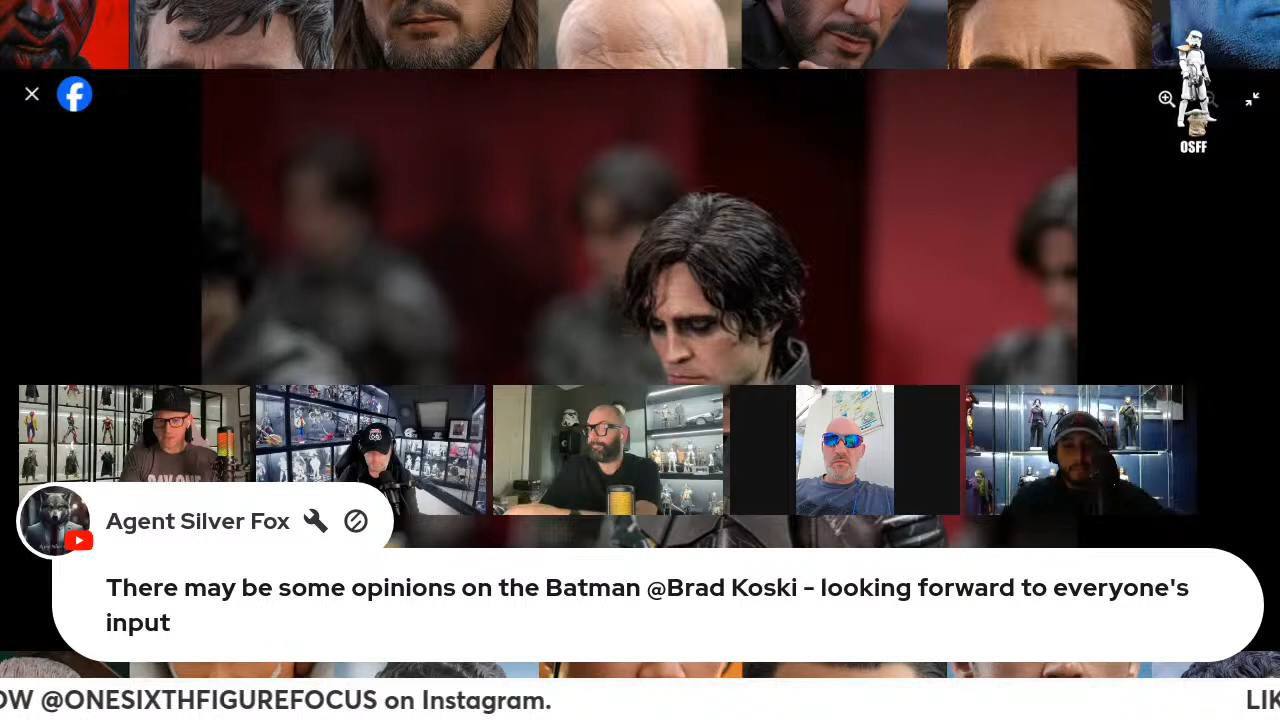 OSFF
Agent Silver Fox
There may be some opinions on the Batman @Brad Koski - looking forward to everyone's
input
OW @ONESIXTHFIGUREFOCUS on Instagram.
LIK